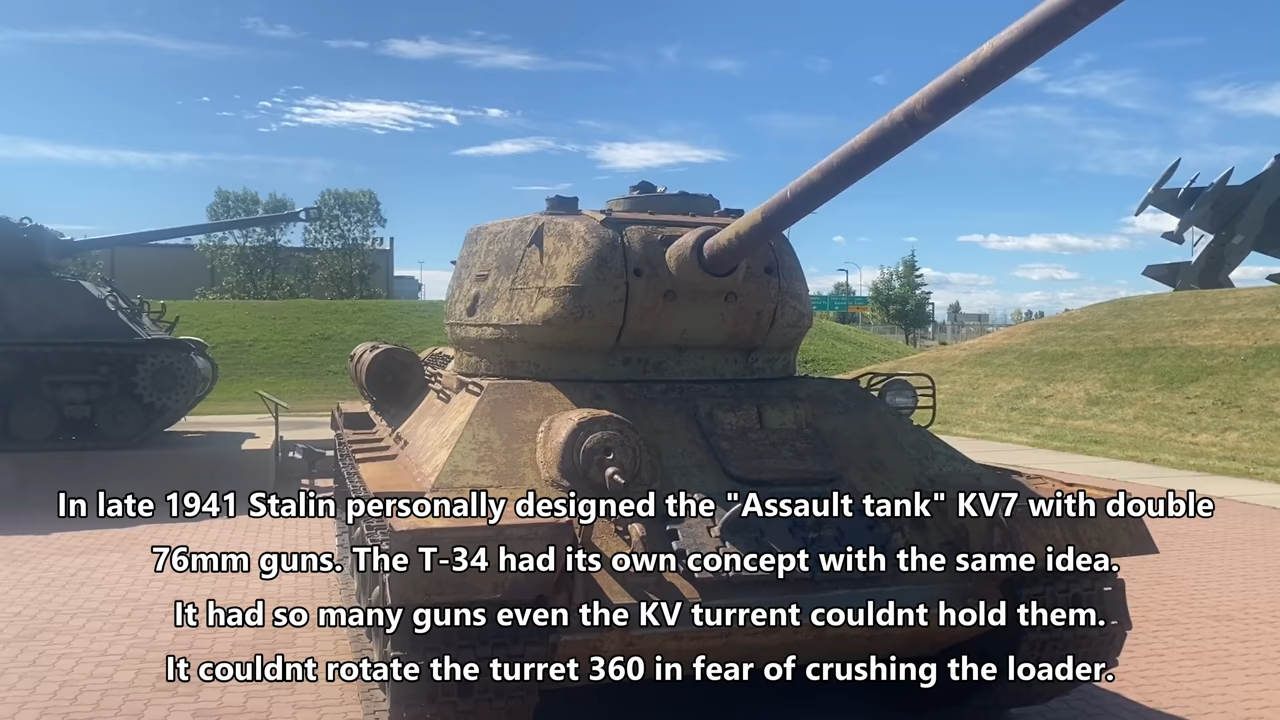 In late 1941 Stalin personally designed the "Assault tank" KV7 with double
76mm guns. The T-34 had its own concept with the same idea.
It had so many guns even the KV turrent couldnt hold them.
It couldnt rotate the turret 360 in fear of crushing the loader.